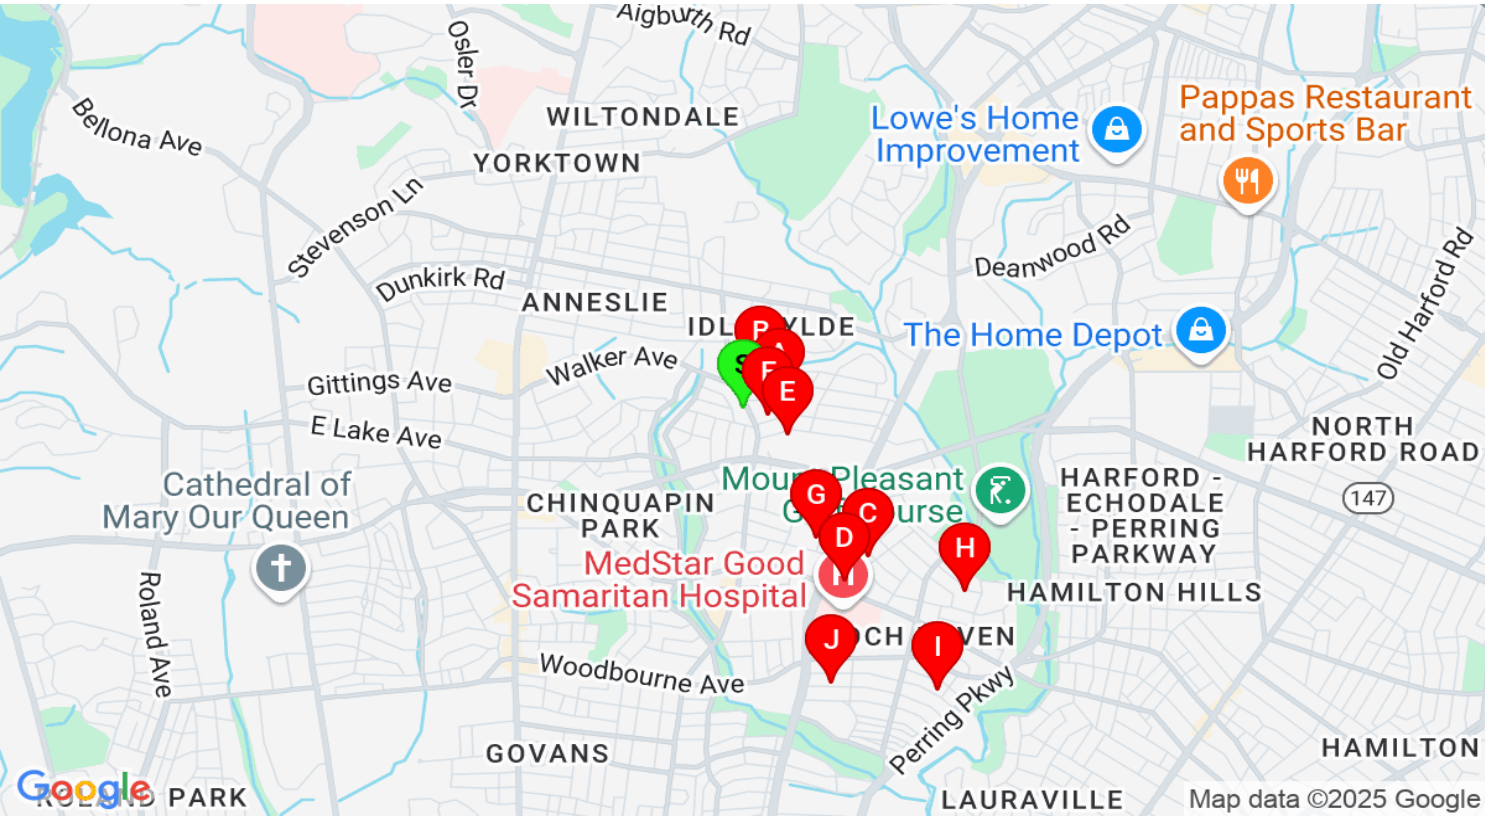 Aigburth Rd
Osler Dr
Bellona Ave
WILTONDALE
YORKTOWN
Lowe's Home
Improvement
Pappas Restaurant
and Sports Bar
Stevenson Ln
Dunkirk Rd
Deanwood Rd
Old Harford Rd
ANNESLIE
The Home Depot
B
A
S
F
E
Walker Ave
Gittings Ave
E Lake Ave
NORTH
HARFORD ROAD
Cathedral of
Mary Our Queen
CHINQUAPIN
PARK
Pleasant
G
C
D
H
HARFORD -
ECHODALE
- PERRING
PARKWAY
147
MedStar Good
Samaritan Hospital
HAMILTON HILLS
Roland Ave
J
I
Woodbourne Ave
Perring Pkwy
GOVANS
HAMILTON
Google
PARK
LAURAVILLE
Map data ©2025 Google